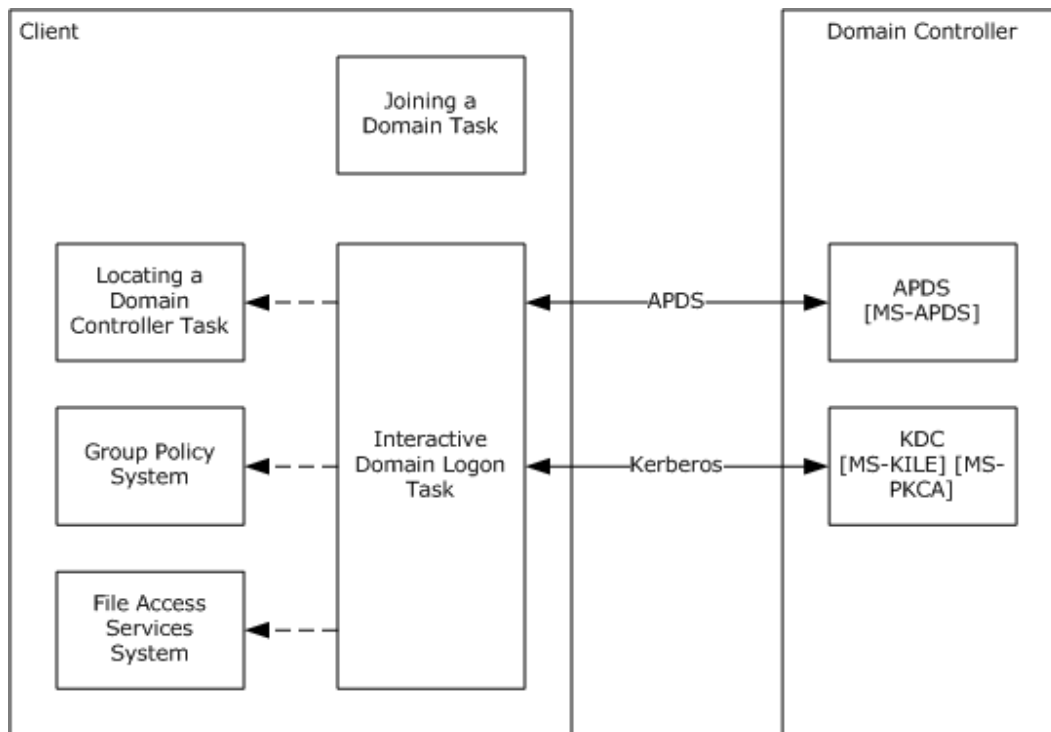 Client
Domain Controller
Joining a
Domain Task
Locating a
Domain
Controller Task
APDS
APDS
[MS-APDS]
Group Policy
System
Interactive
Domain Logon
Task
Kerberos
KDC
[MS-KILE] [MS-
PKCA]
File Access
Services
System